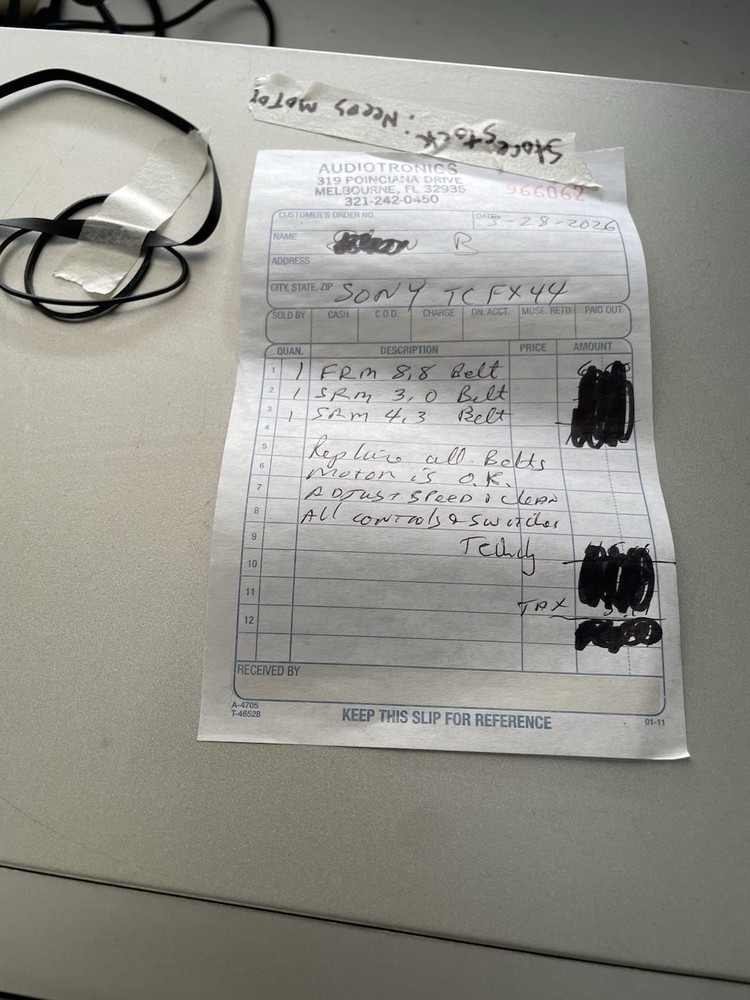 Storestock. Needs motor
AUDIOTRONICS
319 POINCIANA DRIVE
MELBOURNE, FL 32935
321-242-0450
966062
CUSTOMER'S ORDER NO.
DATE 3-28-2026
NAME R
ADDRESS
CITY, STATE, ZIP SONY TC FX44
SOLD BY CASH C.O.D. CHARGE ON. ACCT. MDSE. RETD. PAID OUT
QUAN. DESCRIPTION PRICE AMOUNT
1 1 FRM 8,8 Belt
2 1 SRM 3,0 Belt
3 1 SRM 4,3 Belt
4
5 Replace all Belts
6 motor is O.K.
7 ADJUST SPEED & clean
8 All controls & switches
9
10
11 TAX
12
RECEIVED BY
A-4705
T-46528
KEEP THIS SLIP FOR REFERENCE
01-11